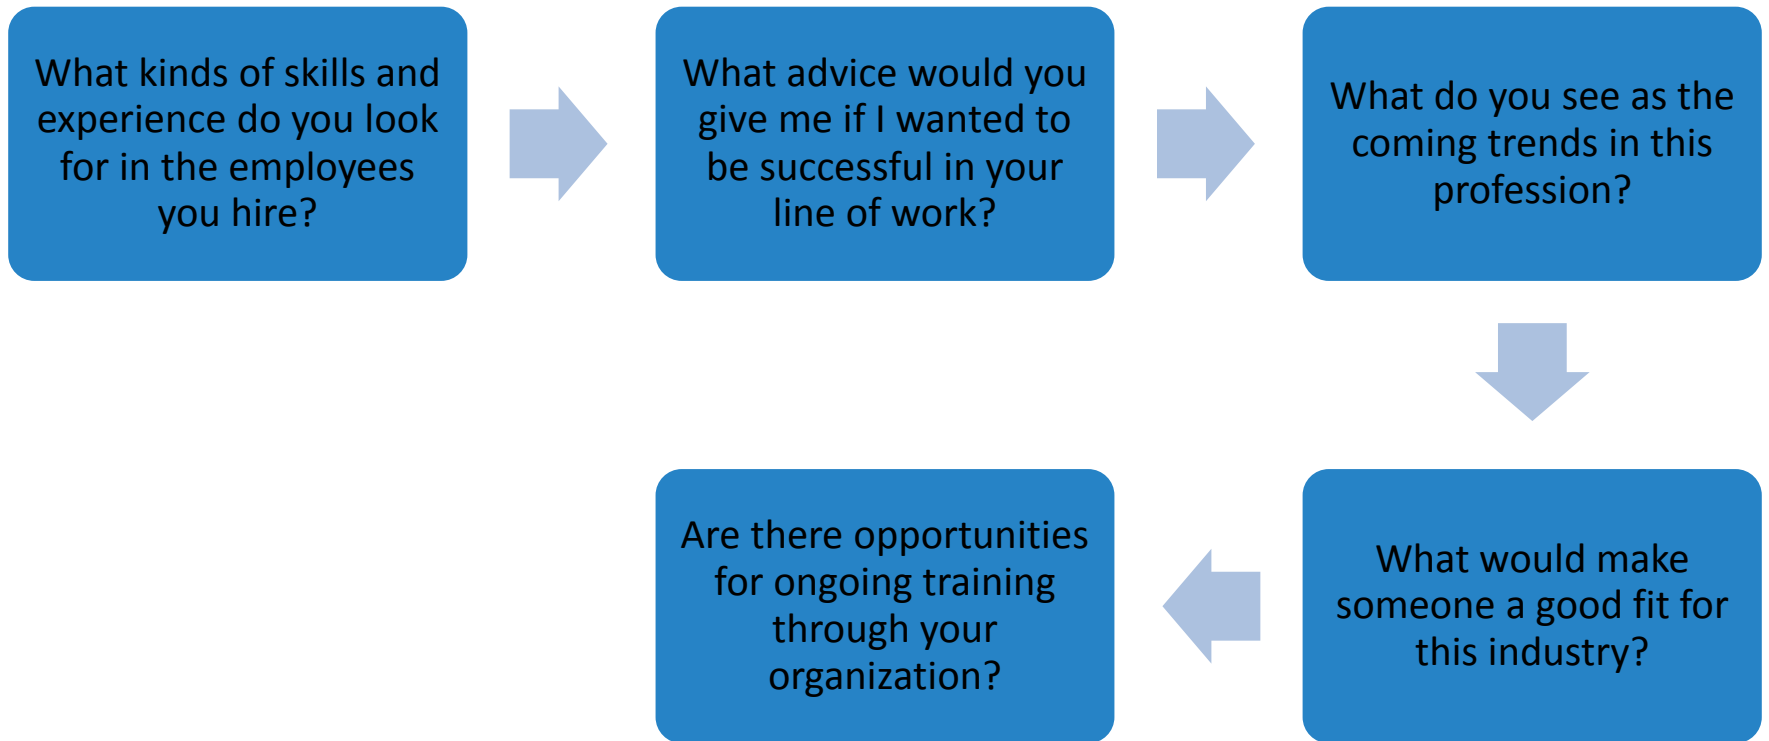 What kinds of skills and
experience do you look
for in the employees
you hire?
What advice would you
give me if I wanted to
be successful in your
line of work?
What do you see as the
coming trends in this
profession?
What would make
someone a good fit for
this industry?
Are there opportunities
for ongoing training
through your
organization?